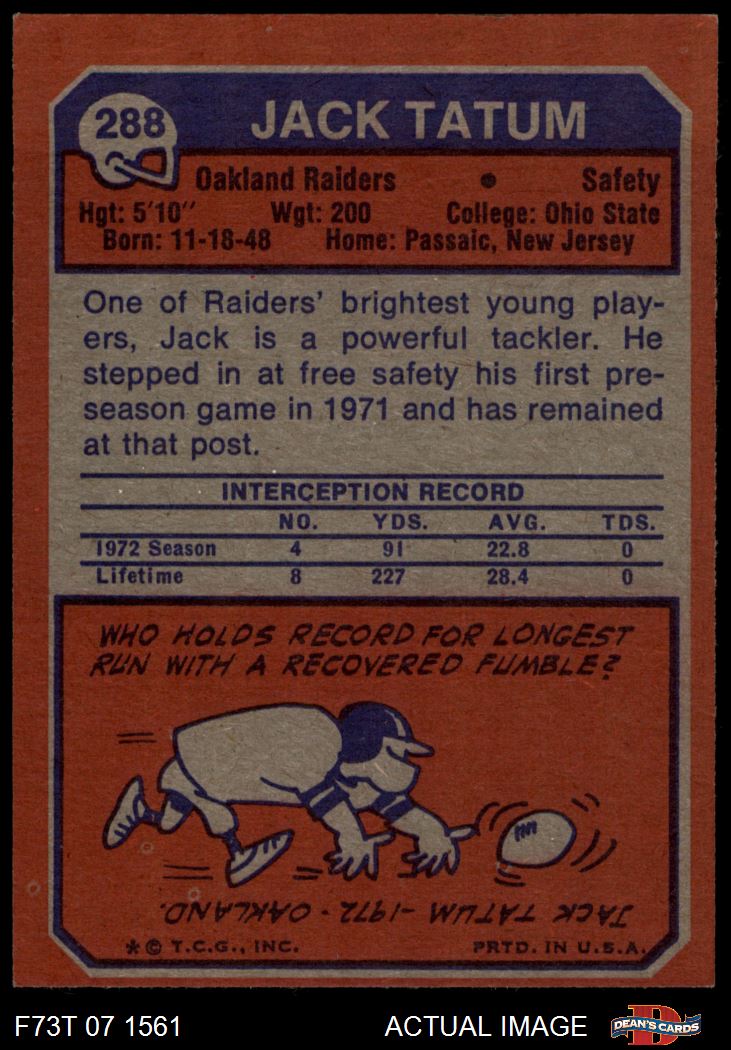 288
JACK TATUM
Oakland Raiders • Safety
Hgt: 5'10" Wgt: 200 College: Ohio State
Born: 11-18-48 Home: Passaic, New Jersey
One of Raiders' brightest young play-
ers, Jack is a powerful tackler. He
stepped in at free safety his first pre-
season game in 1971 and has remained
at that post.
INTERCEPTION RECORD
NO. YDS. AVG. TDS.
1972 Season 4 91 22.8 0
Lifetime 8 227 28.4 0
WHO HOLDS RECORD FOR LONGEST
RUN WITH A RECOVERED FUMBLE?
JACK TATUM-1972 - OAKLAND.
* © T.C.G., INC. PRTD. IN U.S.A.
F73T 07 1561 ACTUAL IMAGE
D
DEAN'S CARDS